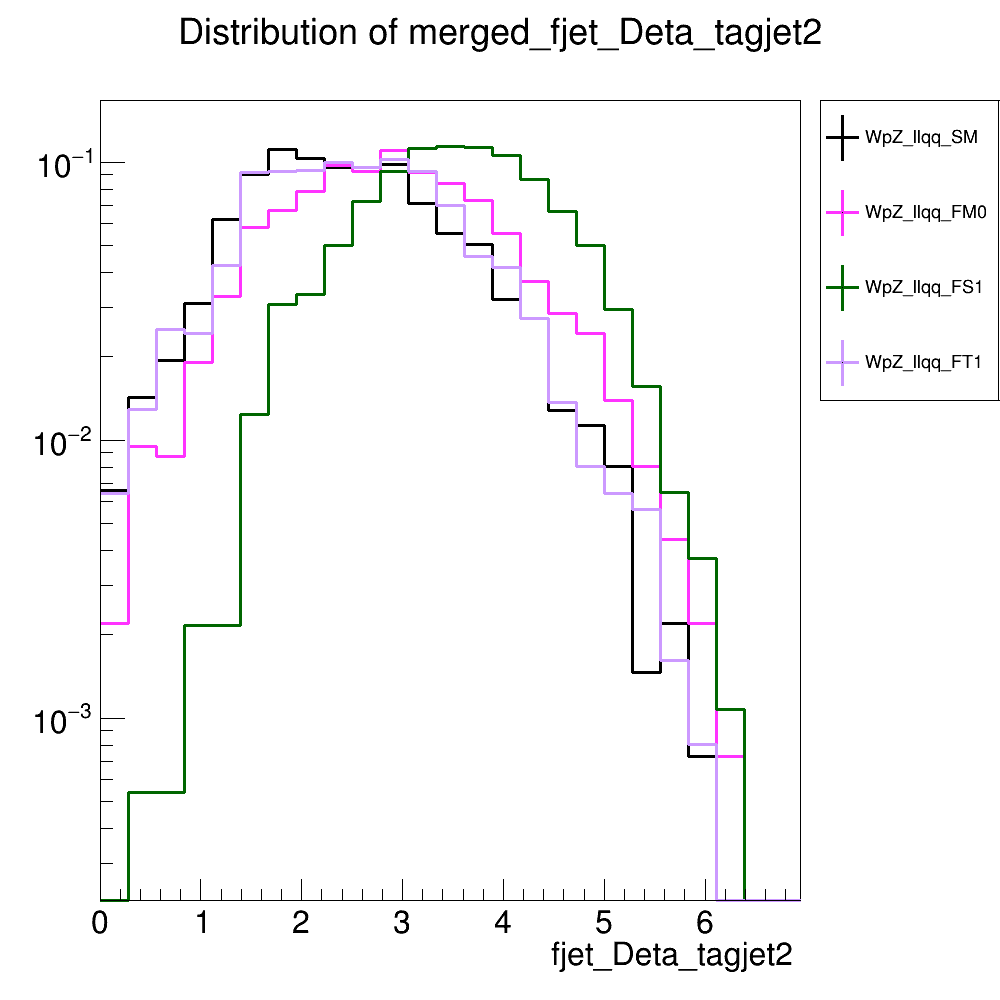 Distribution of merged_fjet_Deta_tagjet2
10−1
10−2
10−3
0 1 2 3 4 5 6
fjet_Deta_tagjet2
WpZ_llqq_SM
WpZ_llqq_FM0
WpZ_llqq_FS1
WpZ_llqq_FT1